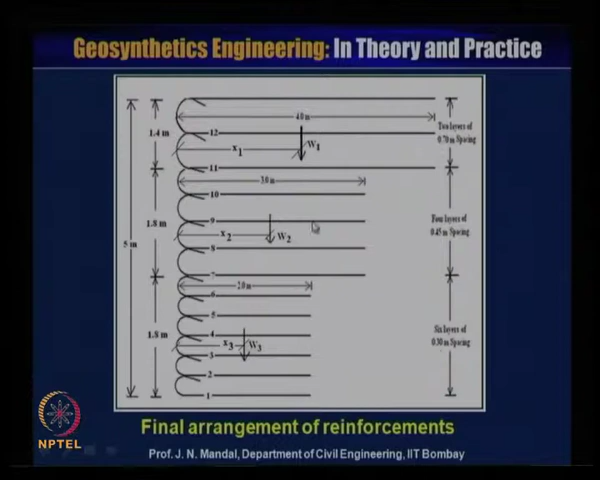 Geosynthetics Engineering: In Theory and Practice
4.0 m
1.4 m
12
W1
x1
Two layers of
0.70 m Spacing
11
3.0 m
10
1.8 m
9
x2
W2
Four layers of
0.45 m Spacing
5 m
8
7
2.0 m
6
5
1.8 m
4
x3
W3
3
Six layers of
0.30 m Spacing
2
1
NPTEL
Final arrangement of reinforcements
Prof. J. N. Mandal, Department of Civil Engineering, IIT Bombay